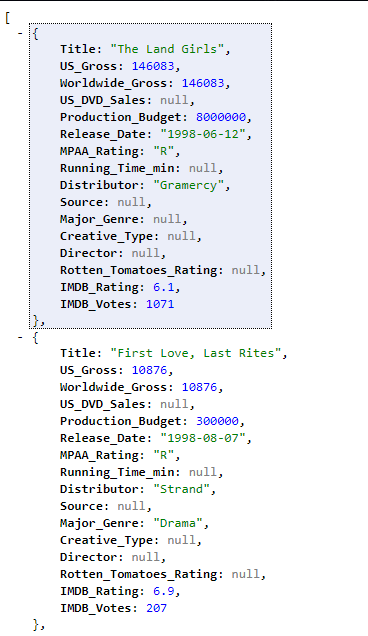 [
- {
Title: "The Land Girls",
US_Gross: 146083,
Worldwide_Gross: 146083,
US_DVD_Sales: null,
Production_Budget: 8000000,
Release_Date: "1998-06-12",
MPAA_Rating: "R",
Running_Time_min: null,
Distributor: "Gramercy",
Source: null,
Major_Genre: null,
Creative_Type: null,
Director: null,
Rotten_Tomatoes_Rating: null,
IMDB_Rating: 6.1,
IMDB_Votes: 1071
},
- {
Title: "First Love, Last Rites",
US_Gross: 10876,
Worldwide_Gross: 10876,
US_DVD_Sales: null,
Production_Budget: 300000,
Release_Date: "1998-08-07",
MPAA_Rating: "R",
Running_Time_min: null,
Distributor: "Strand",
Source: null,
Major_Genre: "Drama",
Creative_Type: null,
Director: null,
Rotten_Tomatoes_Rating: null,
IMDB_Rating: 6.9,
IMDB_Votes: 207
},